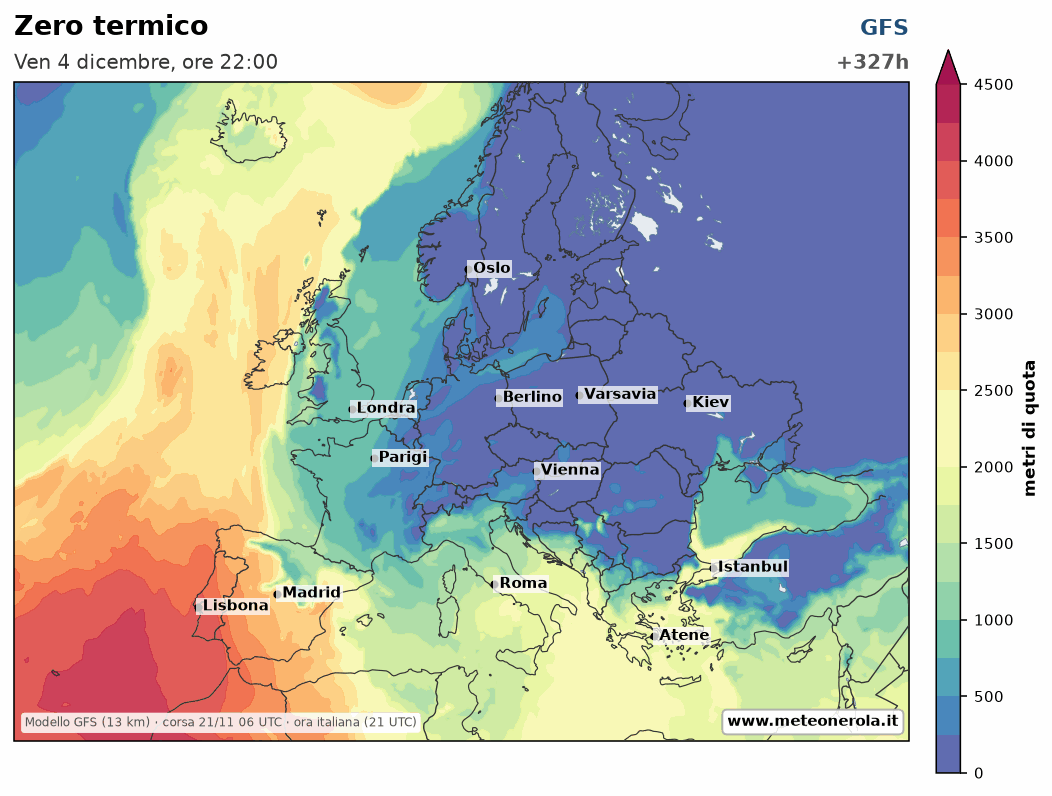 Zero termico
GFS
Ven 4 dicembre, ore 22:00
+327h
4500
4000
3500
3000
2500
2000
1500
1000
500
0
metri di quota
Oslo
Londra
Berlino
Varsavia
Kiev
Parigi
Vienna
Istanbul
Roma
Madrid
Lisbona
Atene
Modello GFS (13 km) · corsa 21/11 06 UTC · ora italiana (21 UTC)
www.meteonerola.it